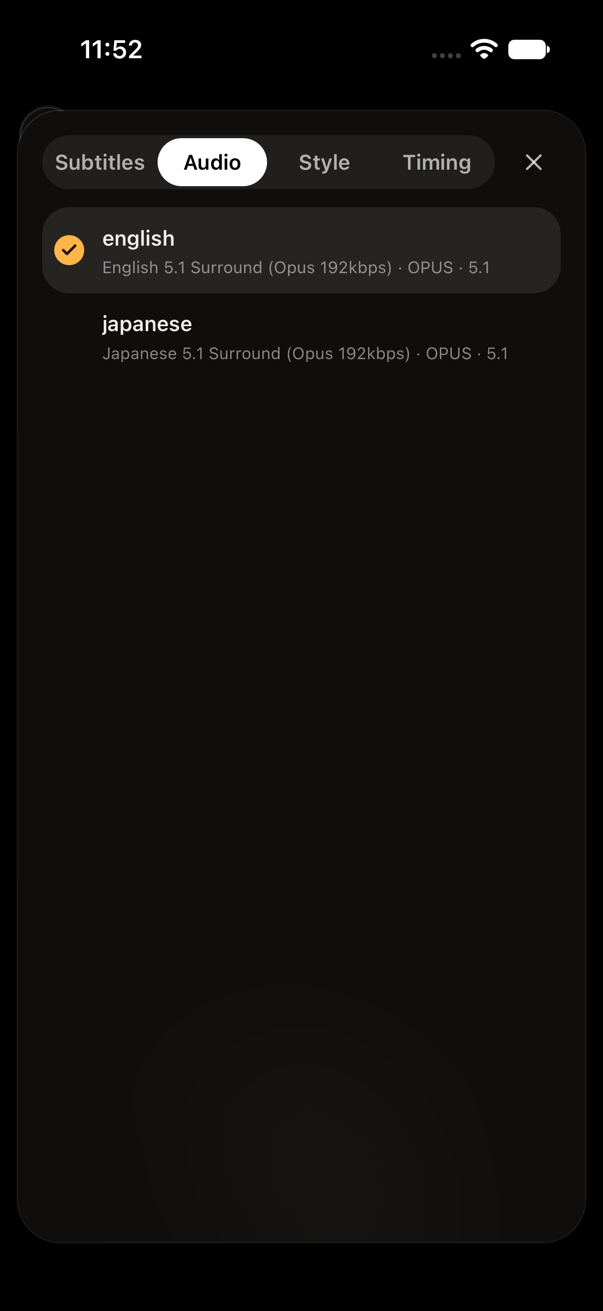 11:52
Subtitles Audio Style Timing
english
English 5.1 Surround (Opus 192kbps) · OPUS · 5.1
japanese
Japanese 5.1 Surround (Opus 192kbps) · OPUS · 5.1